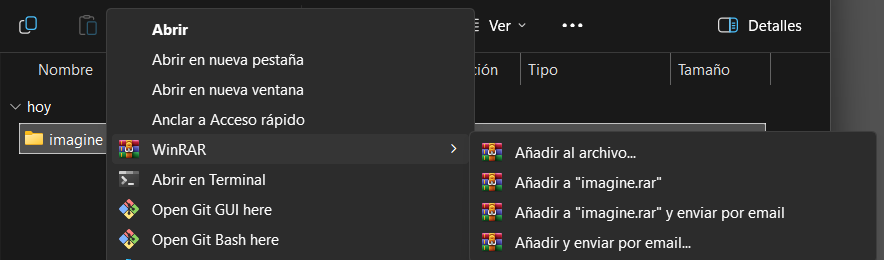 Ver
Detalles
Nombre
ción
Tipo
Tamaño
hoy
imagine
Abrir
Abrir en nueva pestaña
Abrir en nueva ventana
Anclar a Acceso rápido
WinRAR
Abrir en Terminal
Open Git GUI here
Open Git Bash here
Añadir al archivo...
Añadir a "imagine.rar"
Añadir a "imagine.rar" y enviar por email
Añadir y enviar por email...